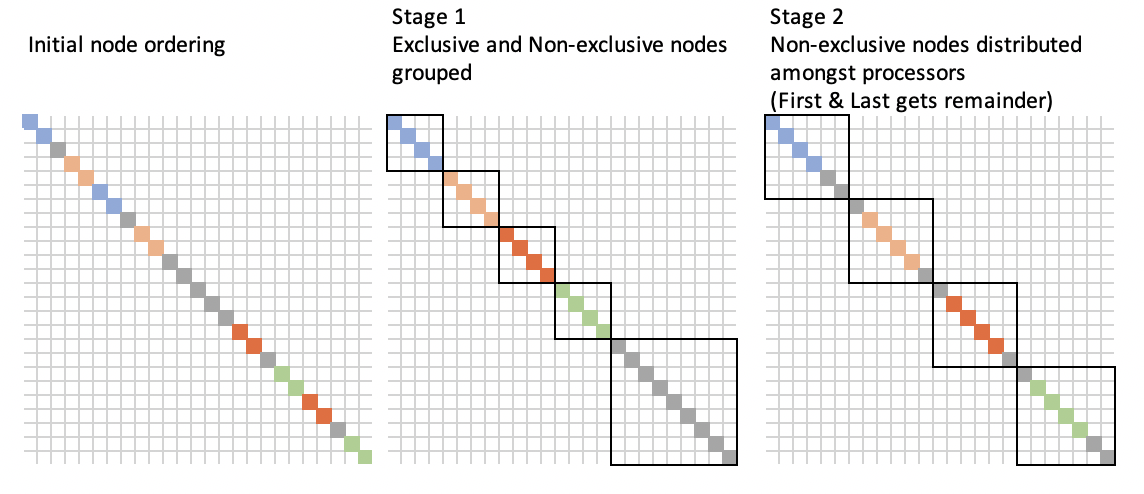 Initial node ordering
Stage 1
Exclusive and Non-exclusive nodes
grouped
Stage 2
Non-exclusive nodes distributed
amongst processors
(First & Last gets remainder)